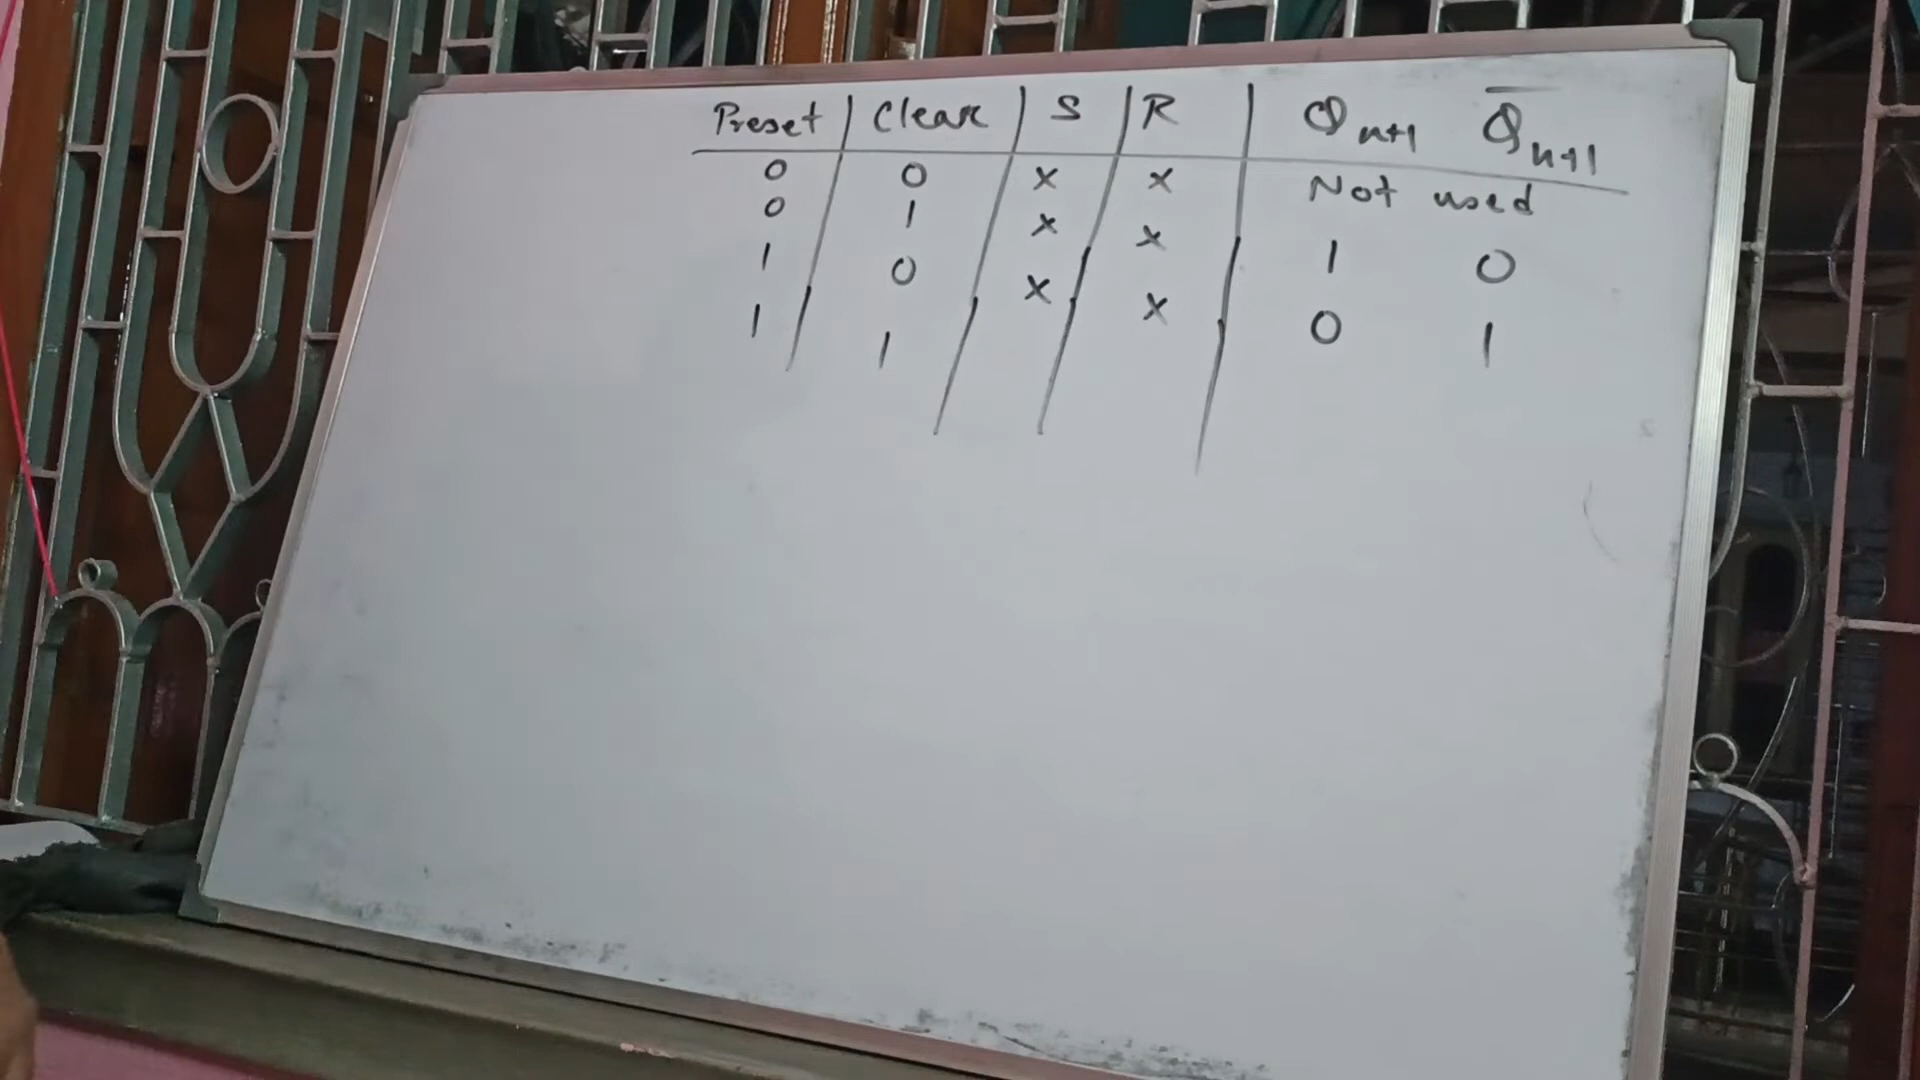 Preset | Clear | S | R | Qn+1 Q̅n+1
0 | 0 | x | x | Not used
0 | 1 | x | x | 1 0
1 | 0 | x | x | 0 1
1 | 1